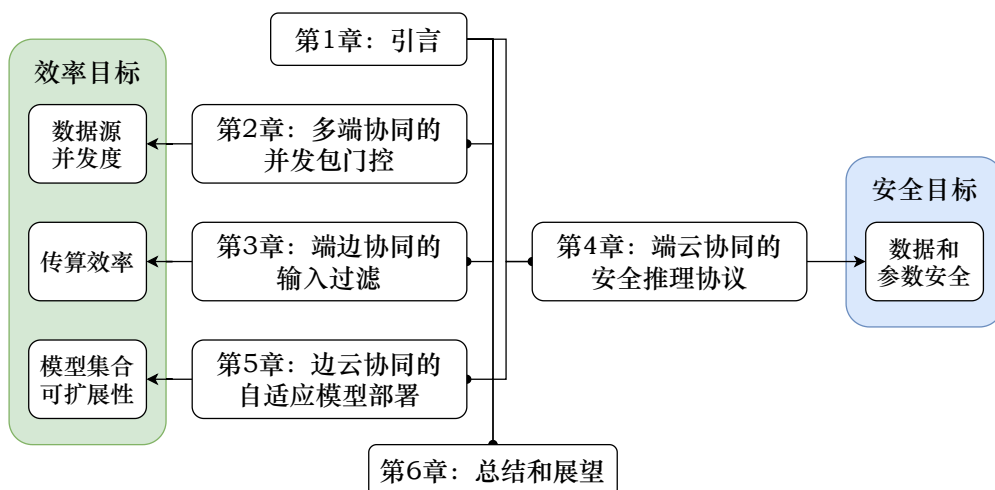 第1章：引言
效率目标
数据源
并发度
第2章：多端协同的
并发包门控
传算效率
第3章：端边协同的
输入过滤
第4章：端云协同的
安全推理协议
安全目标
数据和
参数安全
模型集合
可扩展性
第5章：边云协同的
自适应模型部署
第6章：总结和展望